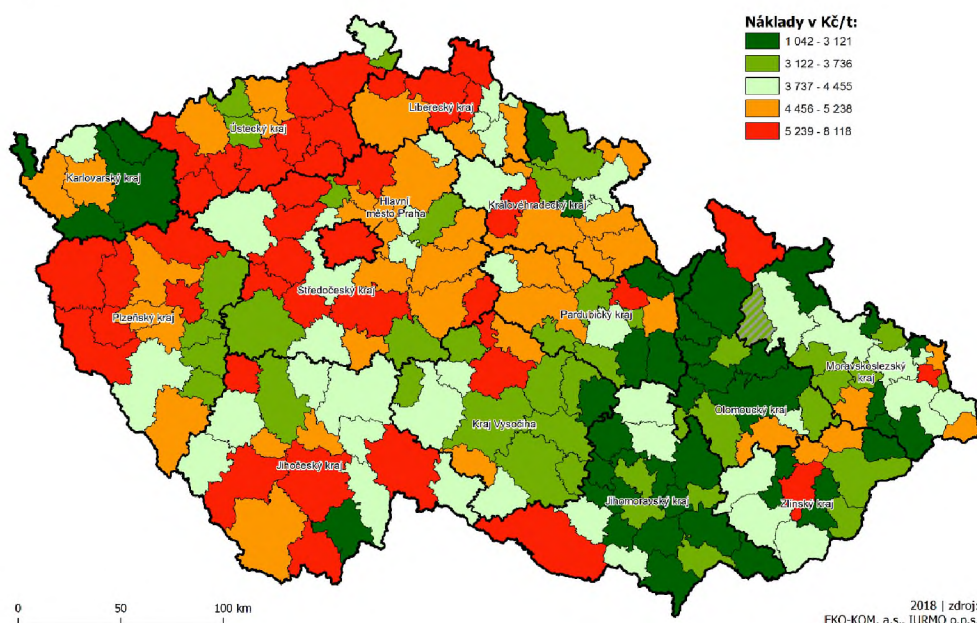 Náklady v Kč/t:
1 042 - 3 121
3 122 - 3 736
3 737 - 4 455
4 456 - 5 238
5 239 - 8 118
Liberecký kraj
Ústecký kraj
Karlovarský kraj
Hlavní
město Praha
Královéhradecký kraj
Středočeský kraj
Plzeňský kraj
Pardubický kraj
Moravskoslezský
kraj
Olomoucký kraj
Kraj Vysočina
Jihočeský kraj
Jihomoravský kraj
Zlínský kraj
0 50 100 km
2018 | zdroj:
EKO-KOM, a.s., IURMO o.p.s.